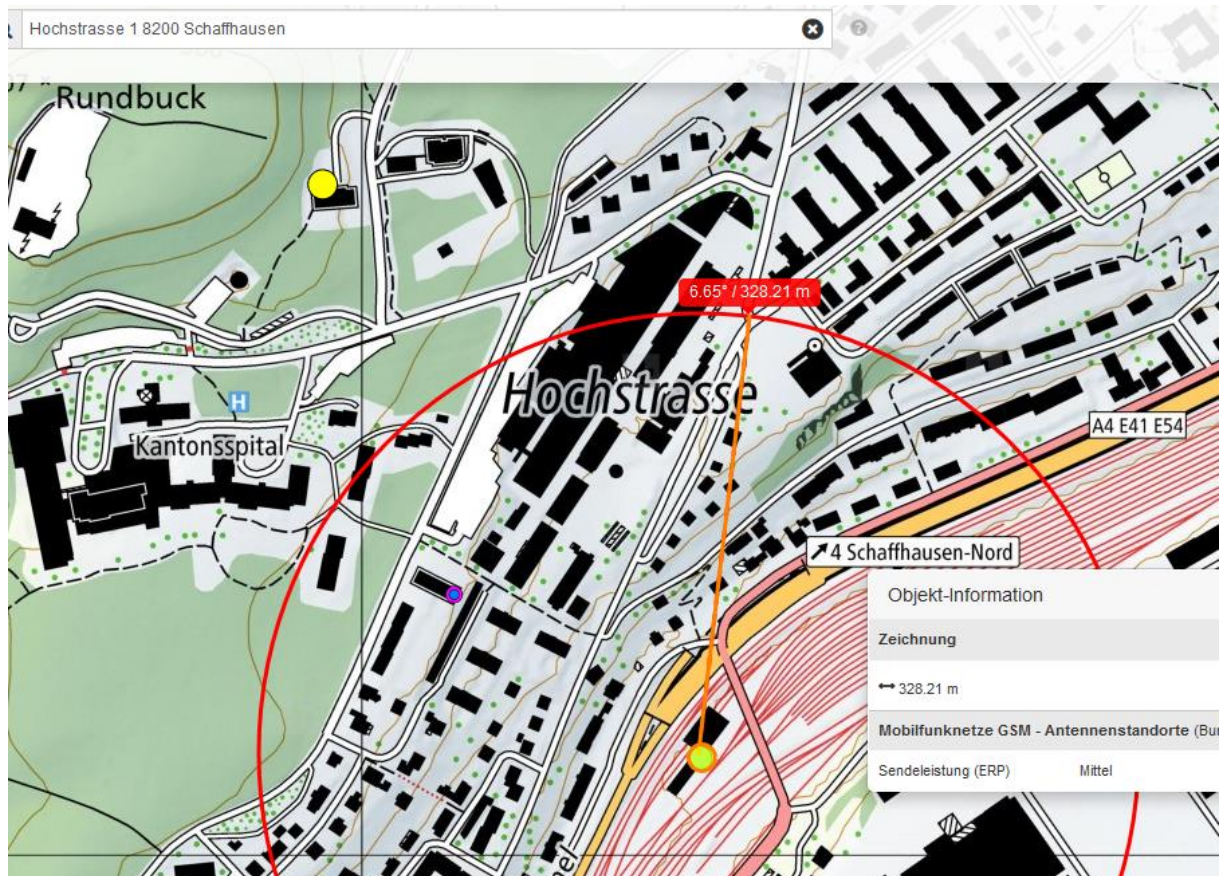 Hochstrasse 1 8200 Schaffhausen
Rundbuck
6.65° / 328.21 m
Hochstrasse
H
Kantonsspital
A4 E41 E54
4 Schaffhausen-Nord
Objekt-Information
Zeichnung
328.21 m
Mobilfunknetze GSM - Antennenstandorte (Bu
Sendeleistung (ERP) Mittel